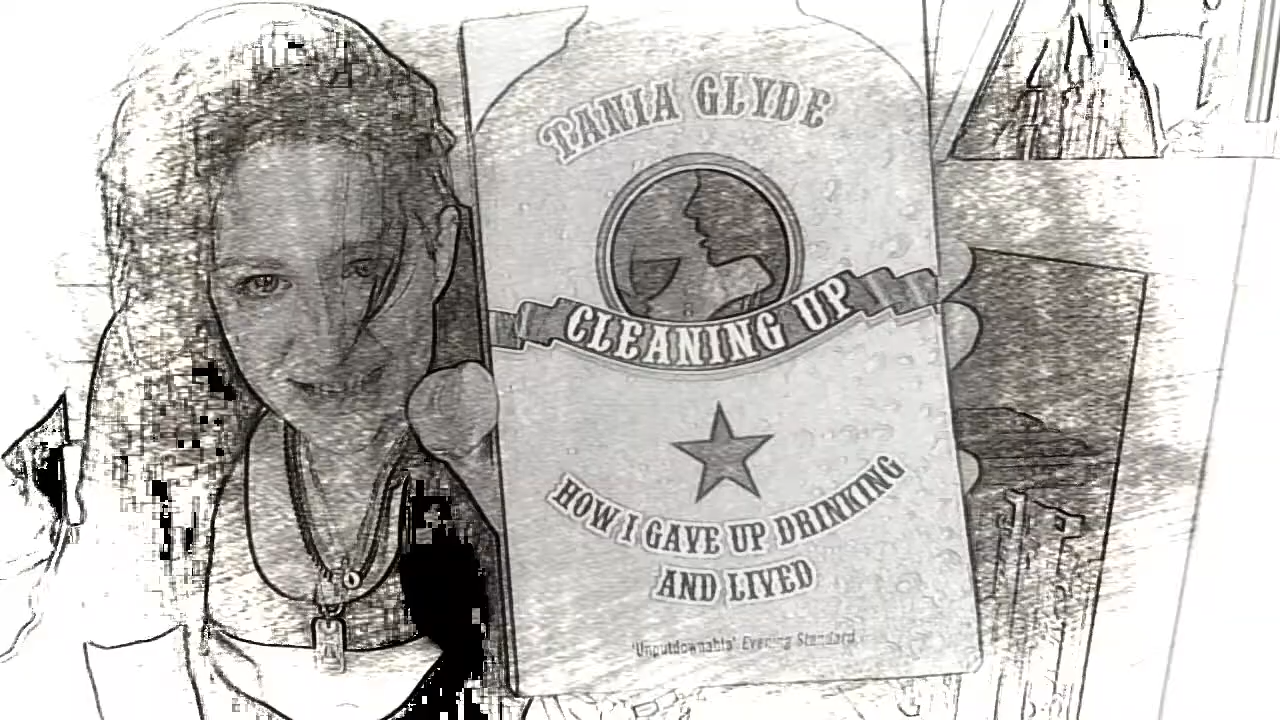 TANIA GLYDE
CLEANING UP
HOW I GAVE UP DRINKING
AND LIVED
'Unputdownable' Evening Standard